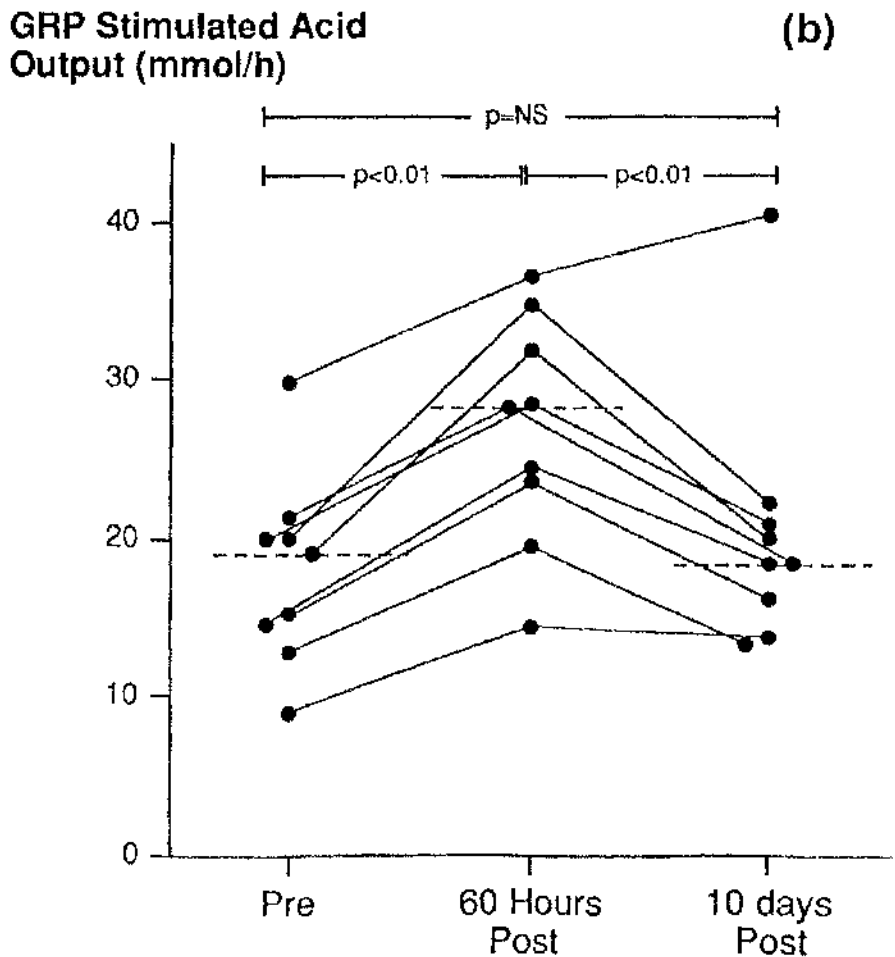 GRP Stimulated Acid
Output (mmol/h)
(b)
p=NS
p<0.01
p<0.01
40
30
20
10
0
Pre
60 Hours
Post
10 days
Post